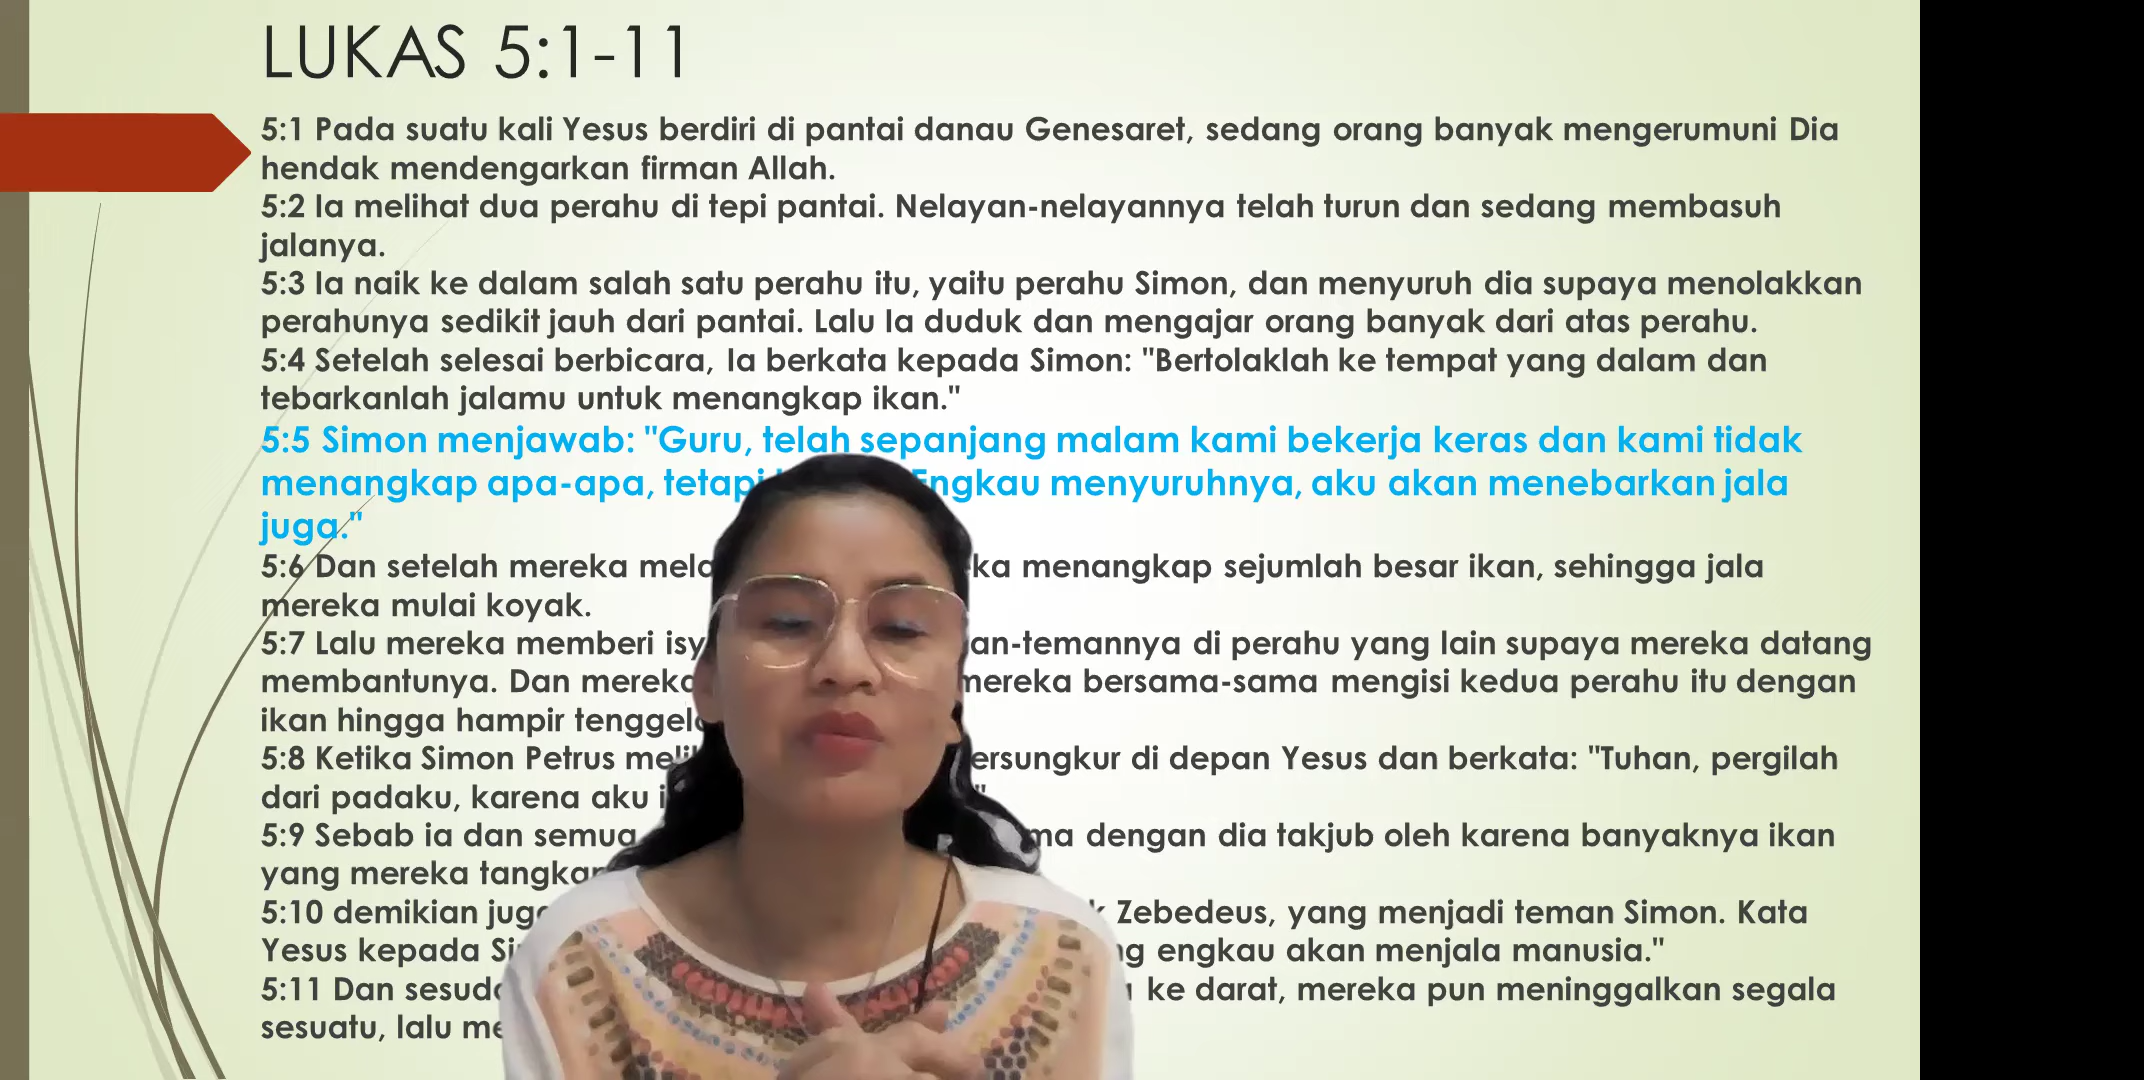 LUKAS 5:1-11
5:1 Pada suatu kali Yesus berdiri di pantai danau Genesaret, sedang orang banyak mengerumuni Dia
hendak mendengarkan firman Allah.
5:2 Ia melihat dua perahu di tepi pantai. Nelayan-nelayannya telah turun dan sedang membasuh
jalanya.
5:3 Ia naik ke dalam salah satu perahu itu, yaitu perahu Simon, dan menyuruh dia supaya menolakkan
perahunya sedikit jauh dari pantai. Lalu Ia duduk dan mengajar orang banyak dari atas perahu.
5:4 Setelah selesai berbicara, Ia berkata kepada Simon: "Bertolaklah ke tempat yang dalam dan
tebarkanlah jalamu untuk menangkap ikan."
5:5 Simon menjawab: "Guru, telah sepanjang malam kami bekerja keras dan kami tidak
menangkap apa-apa, tetapi Engkau menyuruhnya, aku akan menebarkan jala
juga."
5:6 Dan setelah mereka menangkap sejumlah besar ikan, sehingga jala
mereka mulai koyak.
5:7 Lalu mereka memberi di perahu yang lain supaya mereka datang
membantunya. Dan mereka bersama-sama mengisi kedua perahu itu dengan
ikan hingga hampir
5:8 Ketika Simon Petrus di depan Yesus dan berkata: "Tuhan, pergilah
dari padaku, karena aku
5:9 Sebab ia dan semua dengan dia takjub oleh karena banyaknya ikan
yang mereka
5:10 demikian Zebedeus, yang menjadi teman Simon. Kata
Yesus kepada engkau akan menjala manusia."
5:11 Dan ke darat, mereka pun meninggalkan segala
sesuatu, lalu